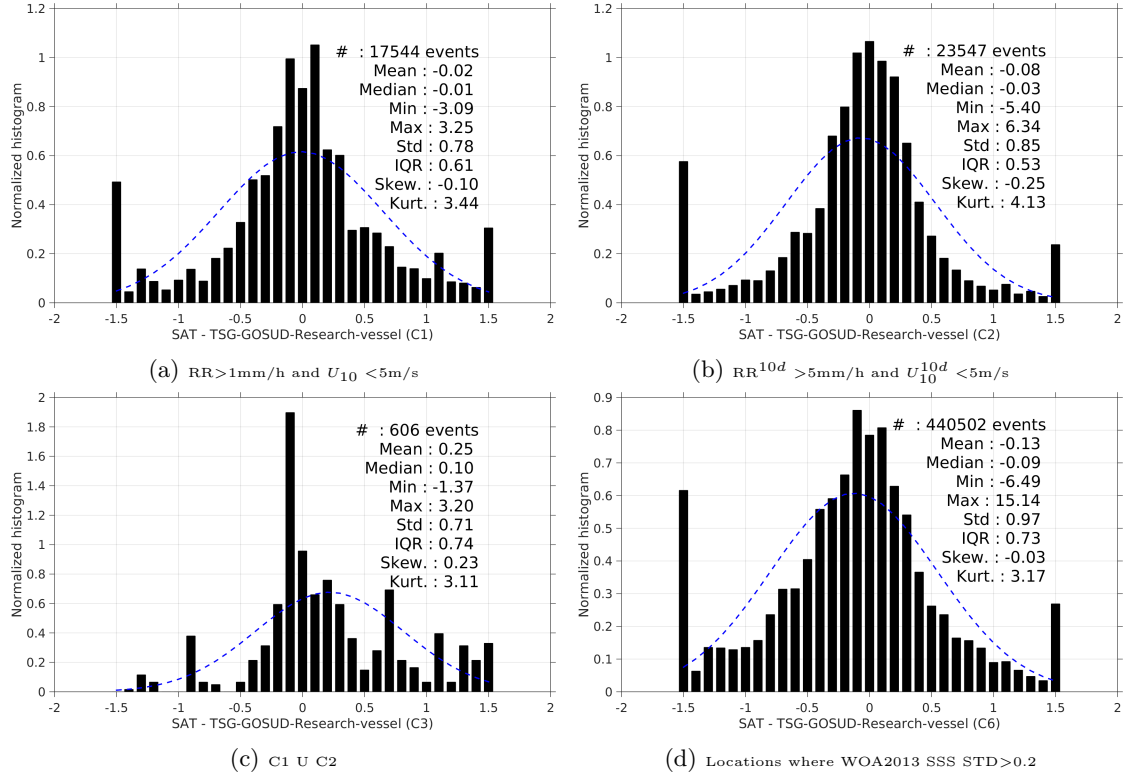 1.2
1
0.8
0.6
0.4
0.2
0
Normalized histogram
# : 17544 events
Mean : -0.02
Median : -0.01
Min : -3.09
Max : 3.25
Std : 0.78
IQR : 0.61
Skew. : -0.10
Kurt. : 3.44
-2 -1.5 -1 -0.5 0 0.5 1 1.5 2
SAT - TSG-GOSUD-Research-vessel (C1)
(a) RR>1mm/h and U10 <5m/s
1.2
1
0.8
0.6
0.4
0.2
0
Normalized histogram
# : 23547 events
Mean : -0.08
Median : -0.03
Min : -5.40
Max : 6.34
Std : 0.85
IQR : 0.53
Skew. : -0.25
Kurt. : 4.13
-2 -1.5 -1 -0.5 0 0.5 1 1.5 2
SAT - TSG-GOSUD-Research-vessel (C2)
(b) RR^10d >5mm/h and U_10^10d <5m/s
2
1.8
1.6
1.4
1.2
1
0.8
0.6
0.4
0.2
0
Normalized histogram
# : 606 events
Mean : 0.25
Median : 0.10
Min : -1.37
Max : 3.20
Std : 0.71
IQR : 0.74
Skew. : 0.23
Kurt. : 3.11
-2 -1.5 -1 -0.5 0 0.5 1 1.5 2
SAT - TSG-GOSUD-Research-vessel (C3)
(c) C1 U C2
0.9
0.8
0.7
0.6
0.5
0.4
0.3
0.2
0.1
0
Normalized histogram
# : 440502 events
Mean : -0.13
Median : -0.09
Min : -6.49
Max : 15.14
Std : 0.97
IQR : 0.73
Skew. : -0.03
Kurt. : 3.17
-2 -1.5 -1 -0.5 0 0.5 1 1.5 2
SAT - TSG-GOSUD-Research-vessel (C6)
(d) Locations where WOA2013 SSS STD>0.2